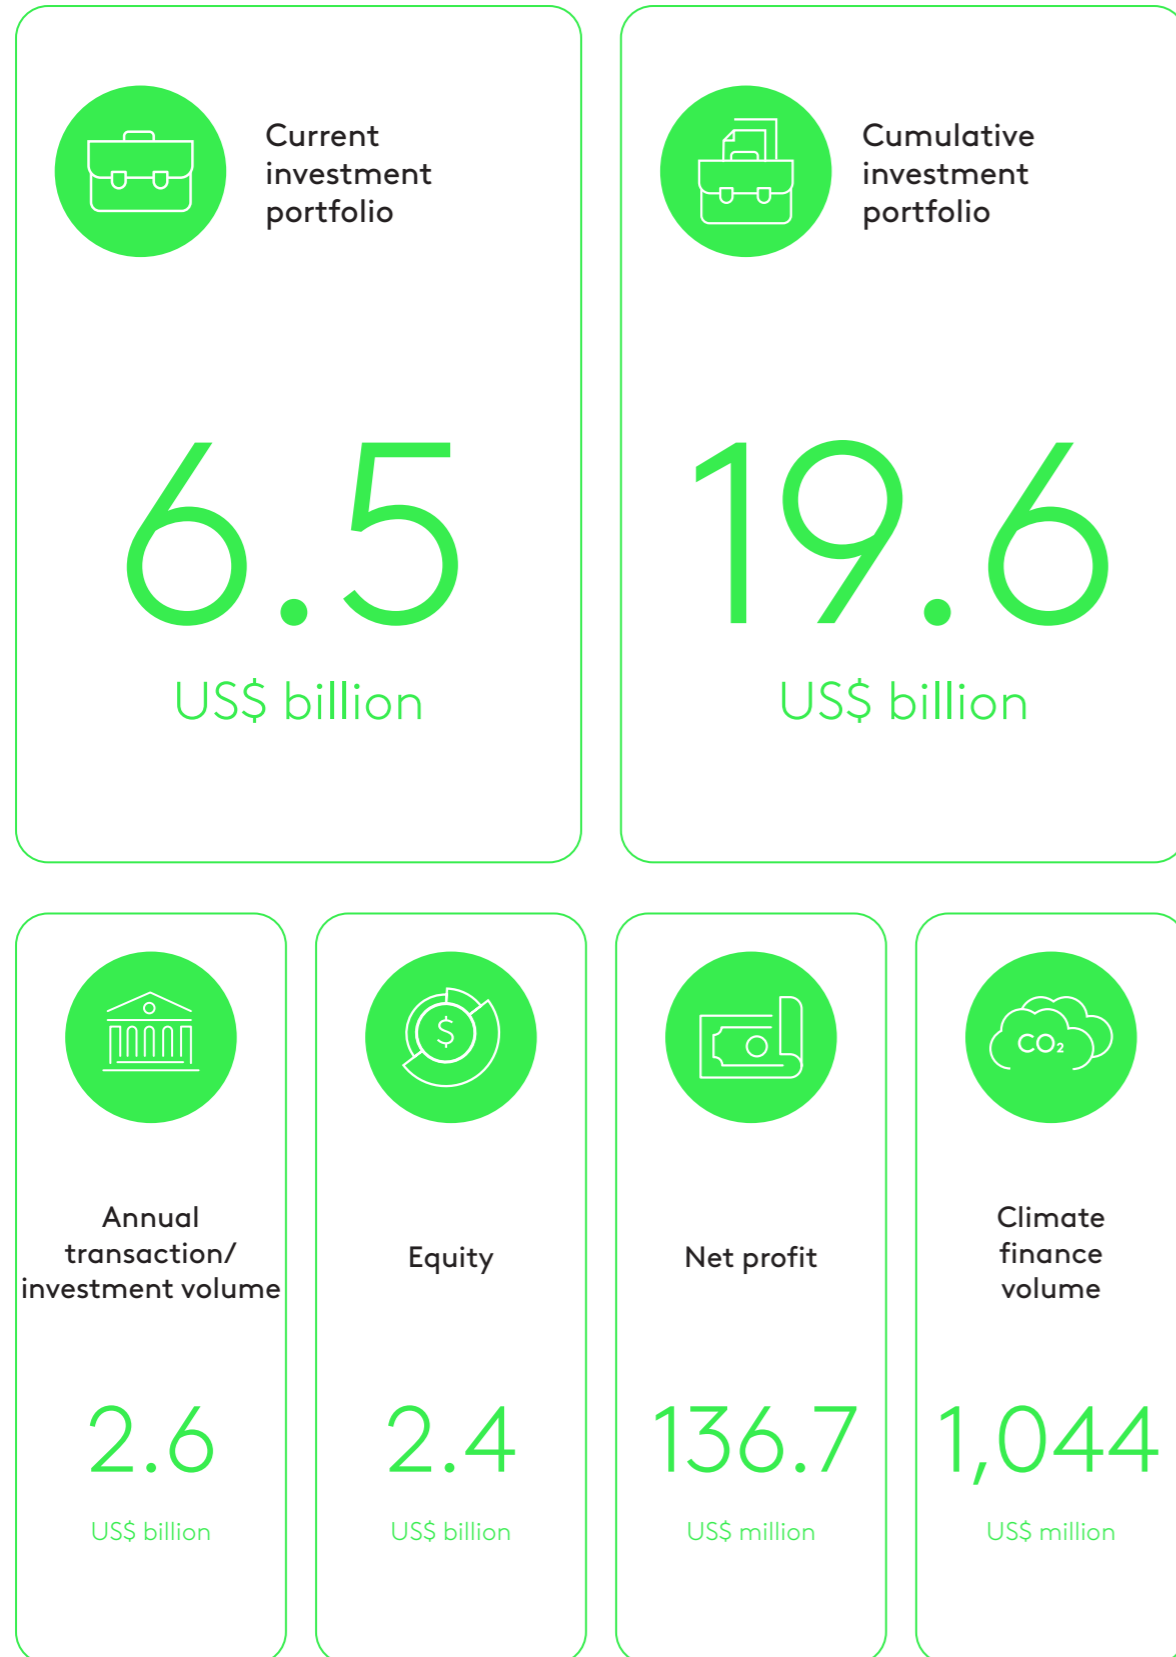 Current
investment
portfolio
6.5
US$ billion
Cumulative
investment
portfolio
19.6
US$ billion
Annual
transaction/
investment volume
2.6
US$ billion
$
Equity
2.4
US$ billion
Net profit
136.7
US$ million
CO₂
Climate
finance
volume
1,044
US$ million